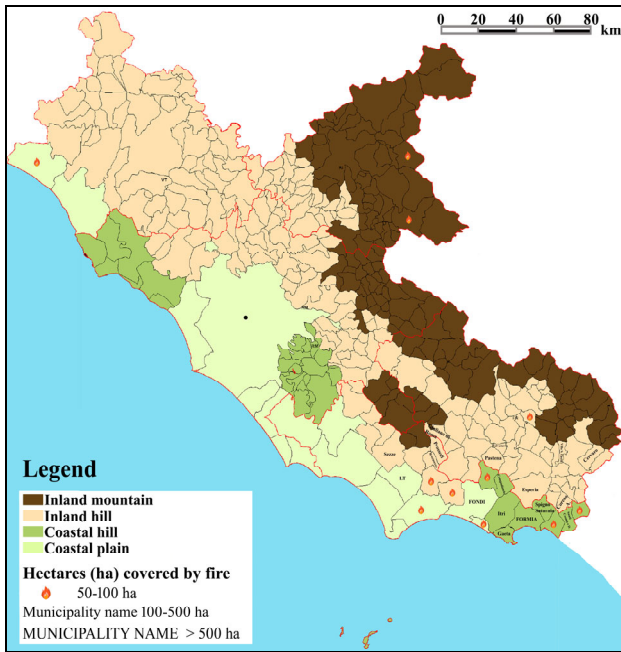 0 20 40 60 80
km
VT
Sezze
LT
Pastena
FONDI
Esperia
Itri
FORMIA
Spigno
Saturnia
Gaeta
Legend
Inland mountain
Inland hill
Coastal hill
Coastal plain
Hectares (ha) covered by fire
50-100 ha
Municipality name 100-500 ha
MUNICIPALITY NAME > 500 ha